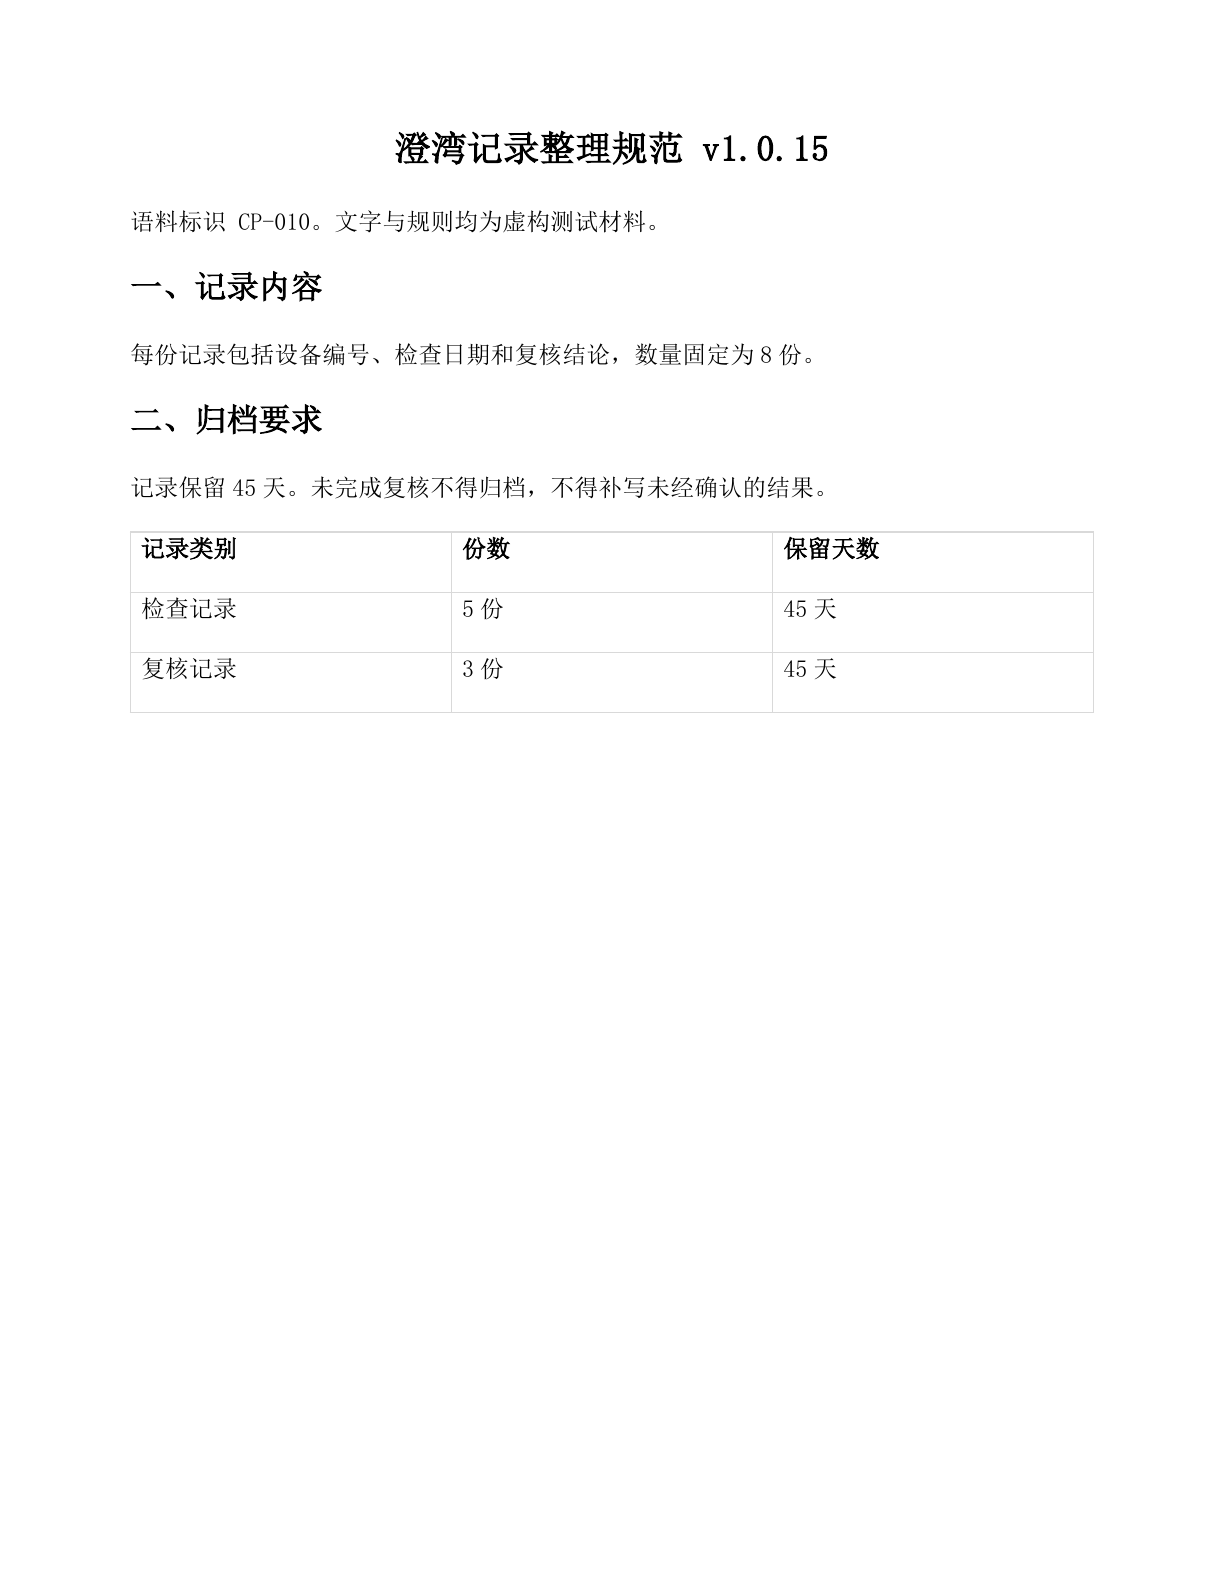 澄湾记录整理规范 v1.0.15
语料标识 CP-010。文字与规则均为虚构测试材料。
一、记录内容
每份记录包括设备编号、检查日期和复核结论，数量固定为 8 份。
二、归档要求
记录保留 45 天。未完成复核不得归档，不得补写未经确认的结果。
记录类别 份数 保留天数
检查记录 5 份 45 天
复核记录 3 份 45 天